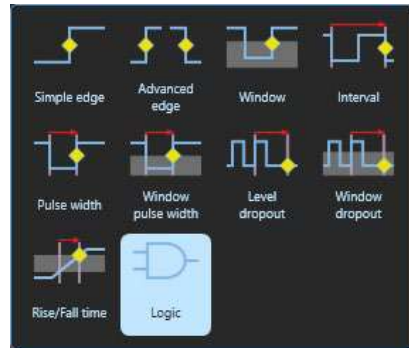 Simple edge
Advanced
edge
Window
Interval
Pulse width
Window
pulse width
Level
dropout
Window
dropout
Rise/Fall time
Logic